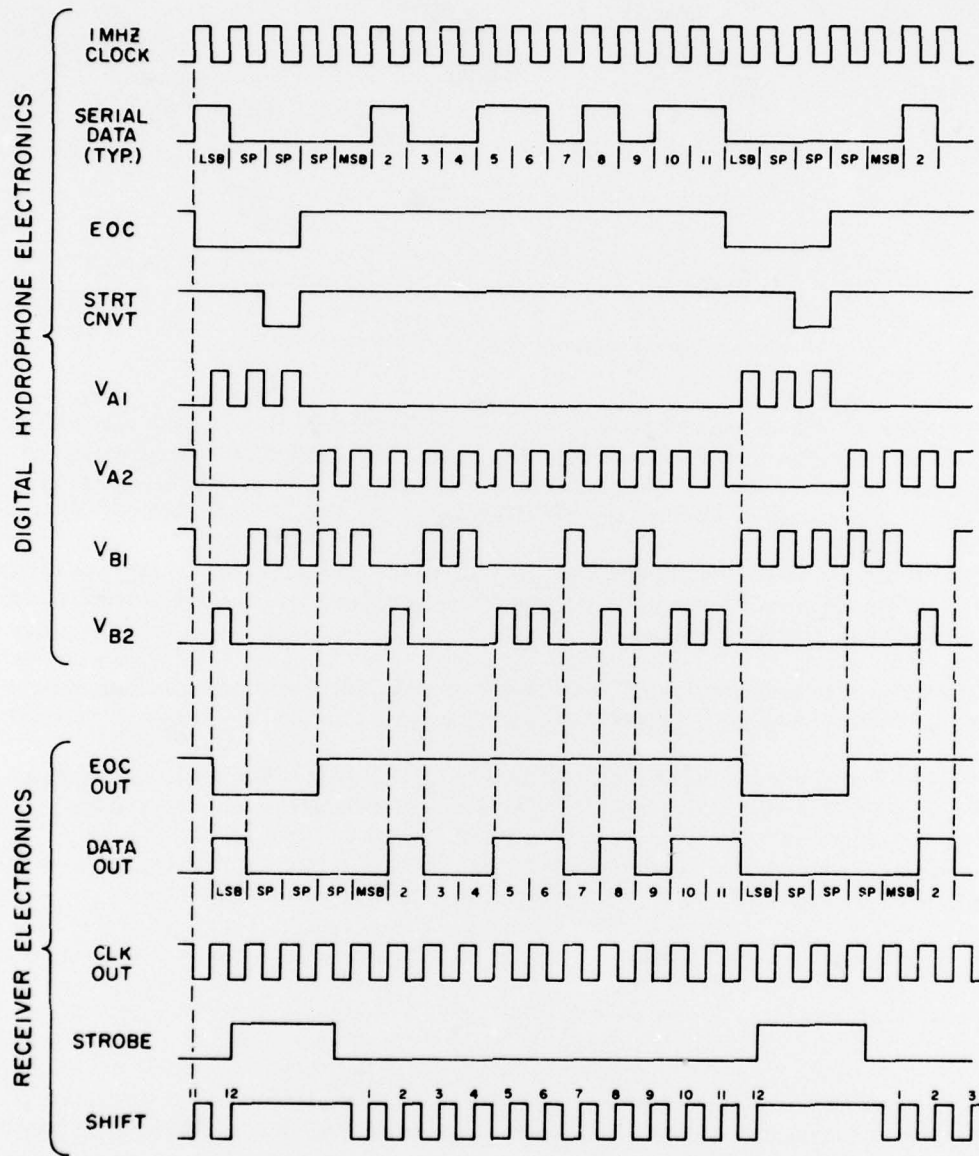 DIGITAL HYDROPHONE ELECTRONICS
1MHZ
CLOCK
SERIAL
DATA
(TYP.)
LSB SP SP SP MSB 2 3 4 5 6 7 8 9 10 11 LSB SP SP SP MSB 2
EOC
STRT
CNVT
VA1
VA2
VB1
VB2
RECEIVER ELECTRONICS
EOC
OUT
DATA
OUT
LSB SP SP SP MSB 2 3 4 5 6 7 8 9 10 11 LSB SP SP SP MSB 2
CLK
OUT
STROBE
11 12 1 2 3 4 5 6 7 8 9 10 11 12 1 2 3
SHIFT